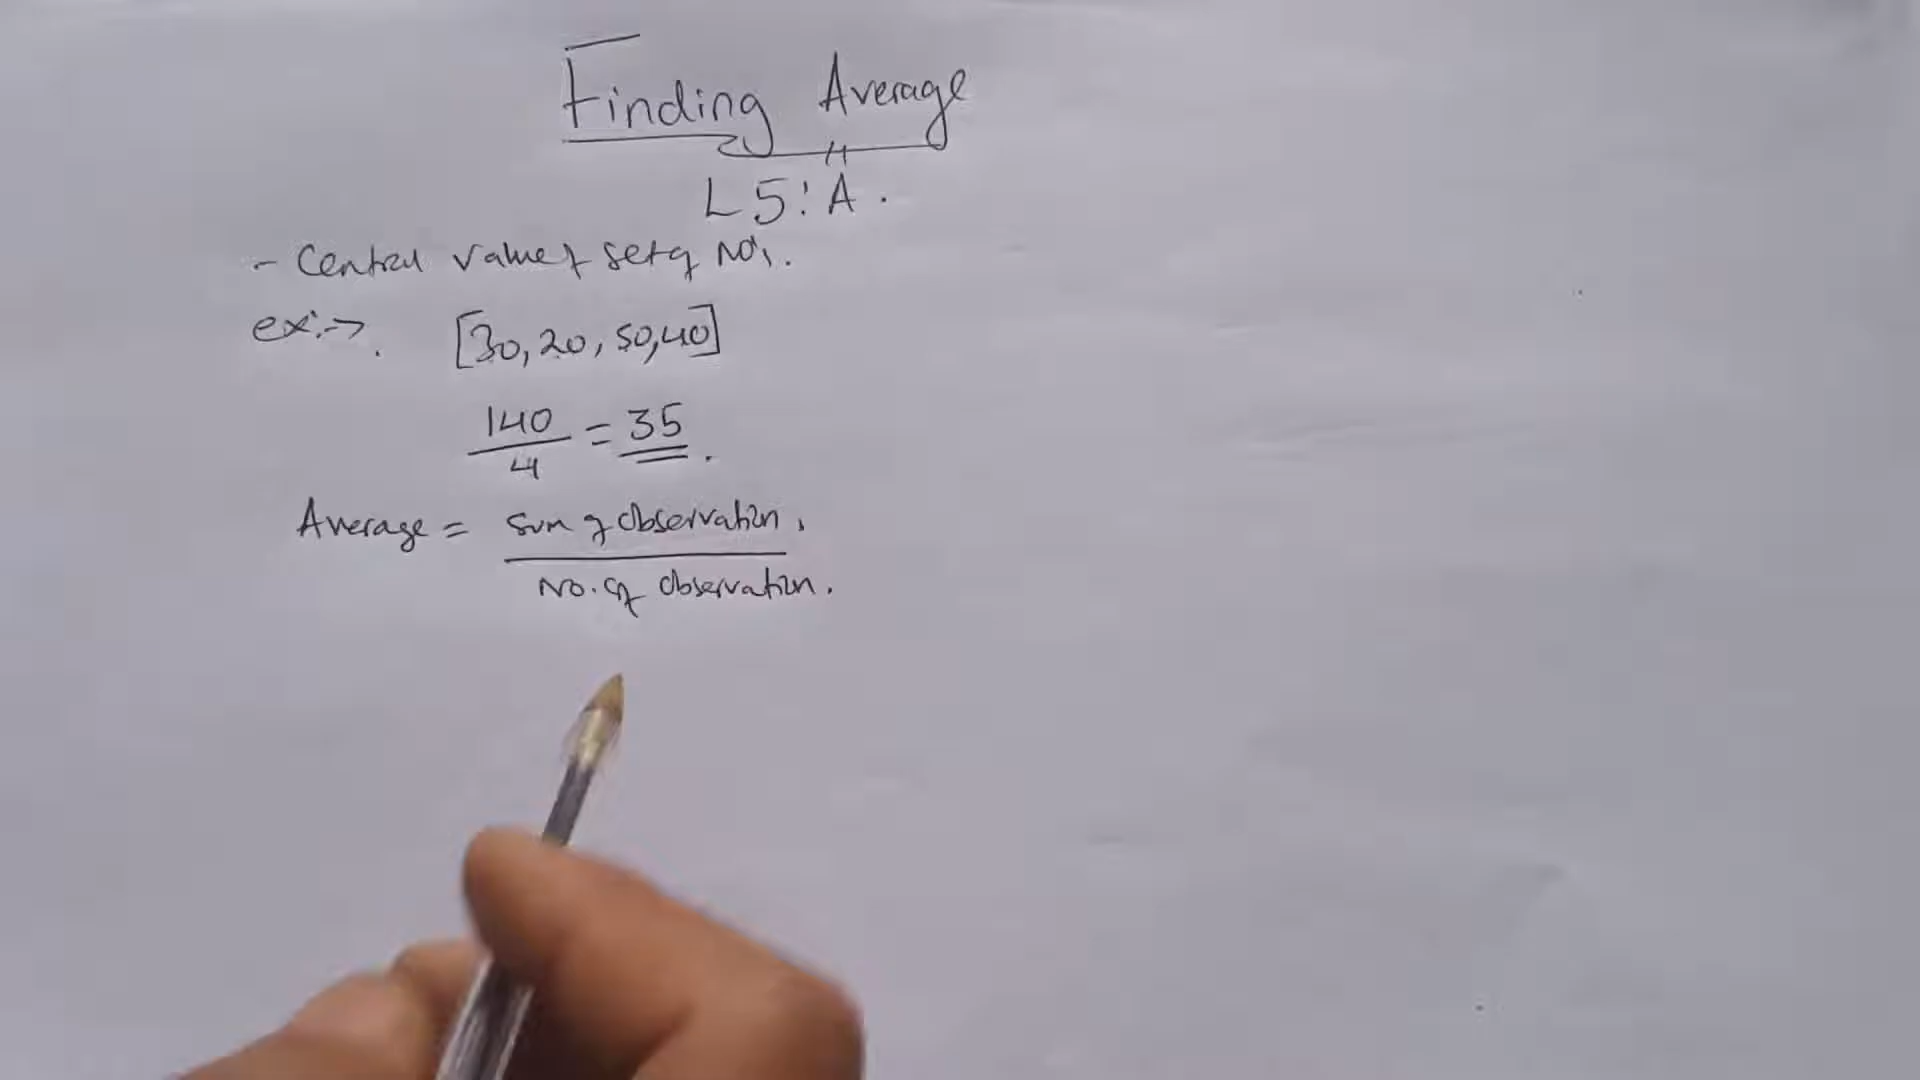 Finding Average
L5:A.
- Central value of set of No's.
ex:->. [30, 20, 50, 40]
140/4 = 35.
Average = sum of observation.
No. of observation.